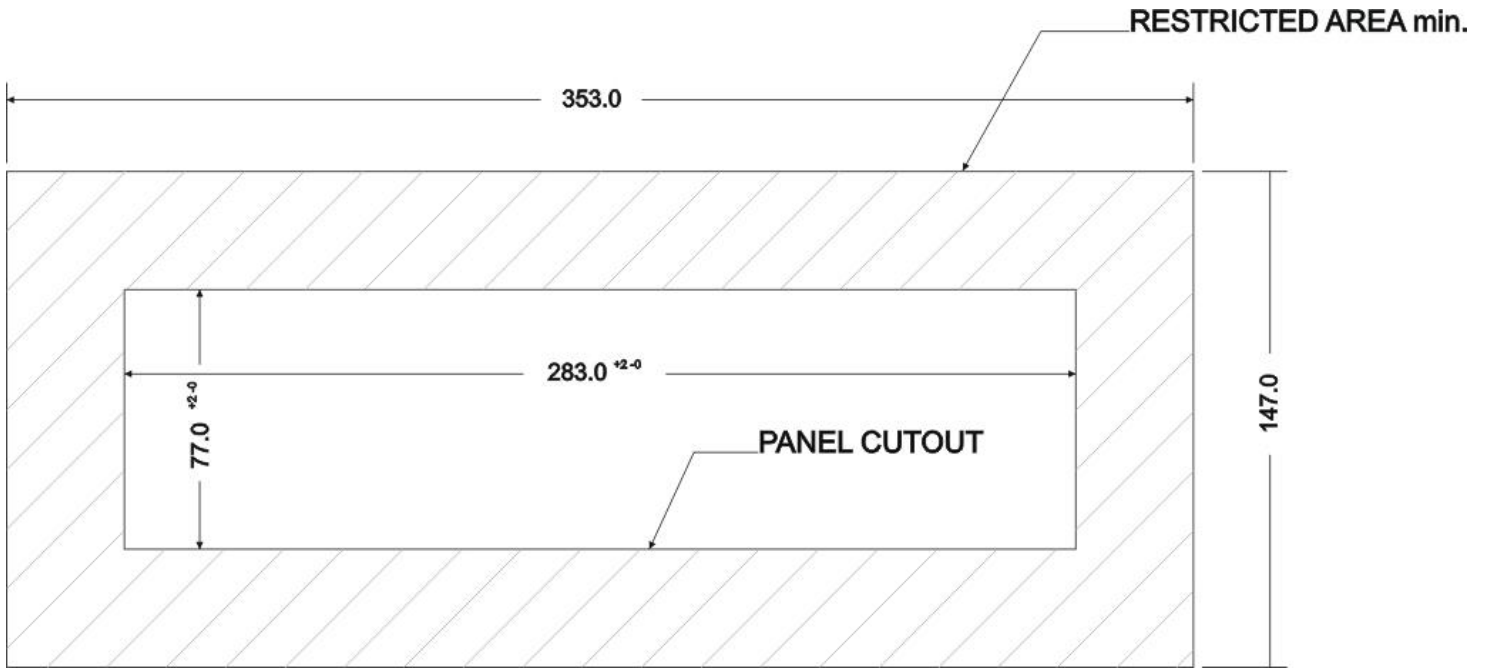 RESTRICTED AREA min.
353.0
283.0 +2 -0
77.0 +2 -0
147.0
PANEL CUTOUT